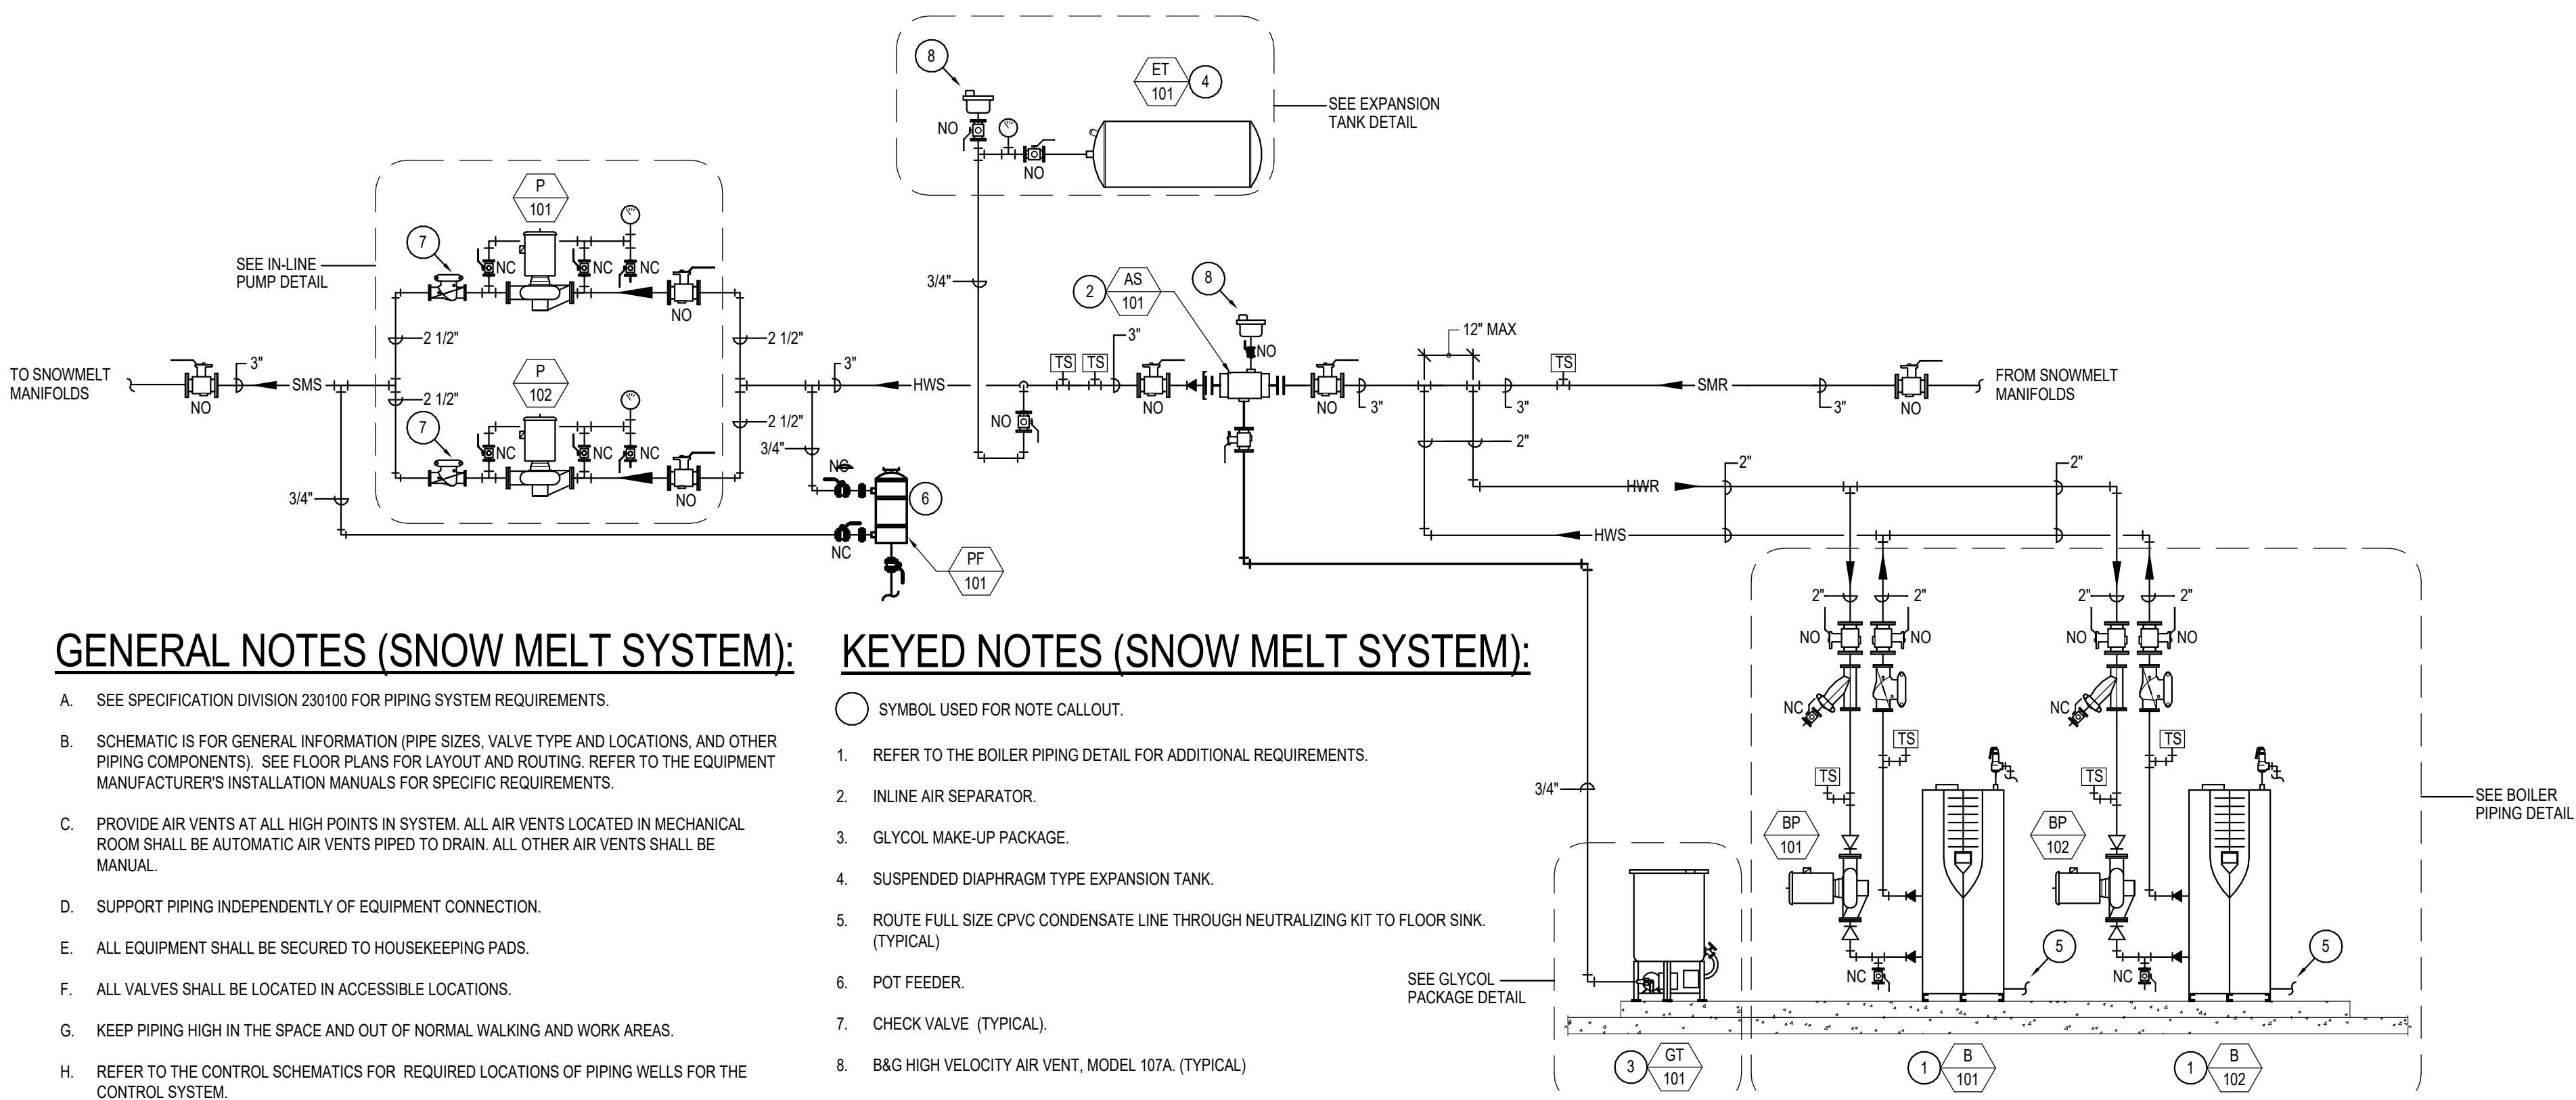 8
ET
101
4
SEE EXPANSION
TANK DETAIL
NO
NO
P
101
7
NC
NC
NC
SEE IN-LINE
PUMP DETAIL
NO
2 1/2"
2 1/2"
3/4"
2
AS
101
8
3"
NO
12" MAX
TO SNOWMELT
MANIFOLDS
3"
SMS
NO
P
102
2 1/2"
2 1/2"
7
NC
NC
NC
NO
3"
HWS
TS
TS
NO
NO
NO
3"
TS
3"
SMR
3"
NO
FROM SNOWMELT
MANIFOLDS
3/4"
3/4"
NC
6
NC
PF
101
2"
HWR
2"
2"
HWS
2"
2"
2"
2"
NO
NO
NO
NO
NC
NC
TS
TS
TS
TS
BP
101
BP
102
SEE BOILER
PIPING DETAIL
3/4"
5
5
NC
NC
SEE GLYCOL
PACKAGE DETAIL
3
GT
101
1
B
101
1
B
102
GENERAL NOTES (SNOW MELT SYSTEM):
A. SEE SPECIFICATION DIVISION 230100 FOR PIPING SYSTEM REQUIREMENTS.
B. SCHEMATIC IS FOR GENERAL INFORMATION (PIPE SIZES, VALVE TYPE AND LOCATIONS, AND OTHER
PIPING COMPONENTS). SEE FLOOR PLANS FOR LAYOUT AND ROUTING. REFER TO THE EQUIPMENT
MANUFACTURER'S INSTALLATION MANUALS FOR SPECIFIC REQUIREMENTS.
C. PROVIDE AIR VENTS AT ALL HIGH POINTS IN SYSTEM. ALL AIR VENTS LOCATED IN MECHANICAL
ROOM SHALL BE AUTOMATIC AIR VENTS PIPED TO DRAIN. ALL OTHER AIR VENTS SHALL BE
MANUAL.
D. SUPPORT PIPING INDEPENDENTLY OF EQUIPMENT CONNECTION.
E. ALL EQUIPMENT SHALL BE SECURED TO HOUSEKEEPING PADS.
F. ALL VALVES SHALL BE LOCATED IN ACCESSIBLE LOCATIONS.
G. KEEP PIPING HIGH IN THE SPACE AND OUT OF NORMAL WALKING AND WORK AREAS.
H. REFER TO THE CONTROL SCHEMATICS FOR REQUIRED LOCATIONS OF PIPING WELLS FOR THE
CONTROL SYSTEM.
KEYED NOTES (SNOW MELT SYSTEM):
SYMBOL USED FOR NOTE CALLOUT.
1. REFER TO THE BOILER PIPING DETAIL FOR ADDITIONAL REQUIREMENTS.
2. INLINE AIR SEPARATOR.
3. GLYCOL MAKE-UP PACKAGE.
4. SUSPENDED DIAPHRAGM TYPE EXPANSION TANK.
5. ROUTE FULL SIZE CPVC CONDENSATE LINE THROUGH NEUTRALIZING KIT TO FLOOR SINK.
(TYPICAL)
6. POT FEEDER.
7. CHECK VALVE (TYPICAL).
8. B&G HIGH VELOCITY AIR VENT, MODEL 107A. (TYPICAL)